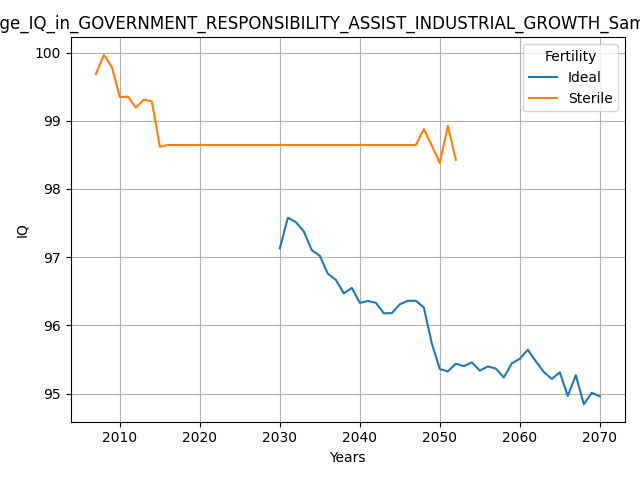 ge_IQ_in_GOVERNMENT_RESPONSIBILITY_ASSIST_INDUSTRIAL_GROWTH_Sam
Fertility
Ideal
Sterile
100
99
98
97
96
95
IQ
2010 2020 2030 2040 2050 2060 2070
Years